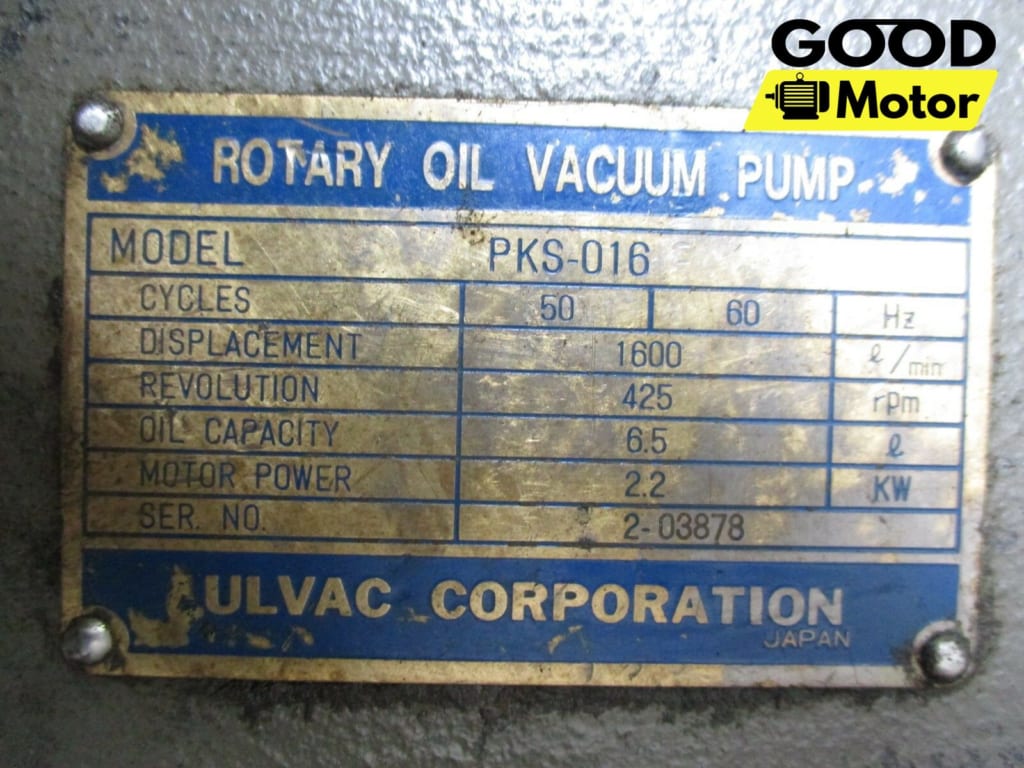 GOOD
Motor
ROTARY OIL VACUUM PUMP
MODEL PKS-016
CYCLES 50 60 Hz
DISPLACEMENT 1600 ℓ/min
REVOLUTION 425 rpm
OIL CAPACITY 6.5 ℓ
MOTOR POWER 2.2 KW
SER. NO. 2-03878
ULVAC CORPORATION
JAPAN